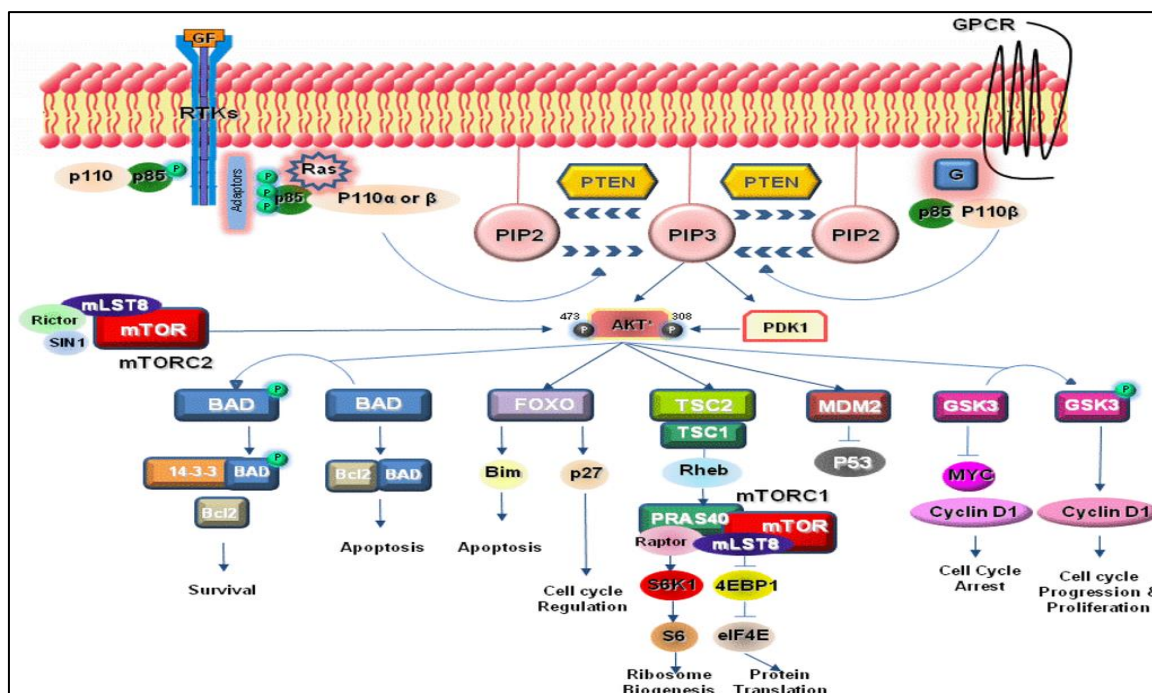 GF
GPCR
RTKs
p110
p85
P
Adaptors
P
P
P
Ras
p85
P110α or β
PTEN
PTEN
G
p85
P110β
PIP2
PIP3
PIP2
mLST8
Rictor
mTOR
SIN1
mTORC2
473
P
AKT
P
308
PDK1
BAD
P
BAD
FOXO
TSC2
TSC1
MDM2
GSK3
GSK3
P
14-3-3
BAD
P
Bcl2
BAD
Bim
p27
Rheb
P53
MYC
Bcl2
mTORC1
PRAS40
mTOR
Raptor
mLST8
Cyclin D1
Cyclin D1
Survival
Apoptosis
Apoptosis
Cell cycle
Regulation
S6K1
4EBP1
Cell Cycle
Arrest
Cell cycle
Progression &
Proliferation
S6
eIF4E
Ribosome
Biogenesis
Protein
Translation